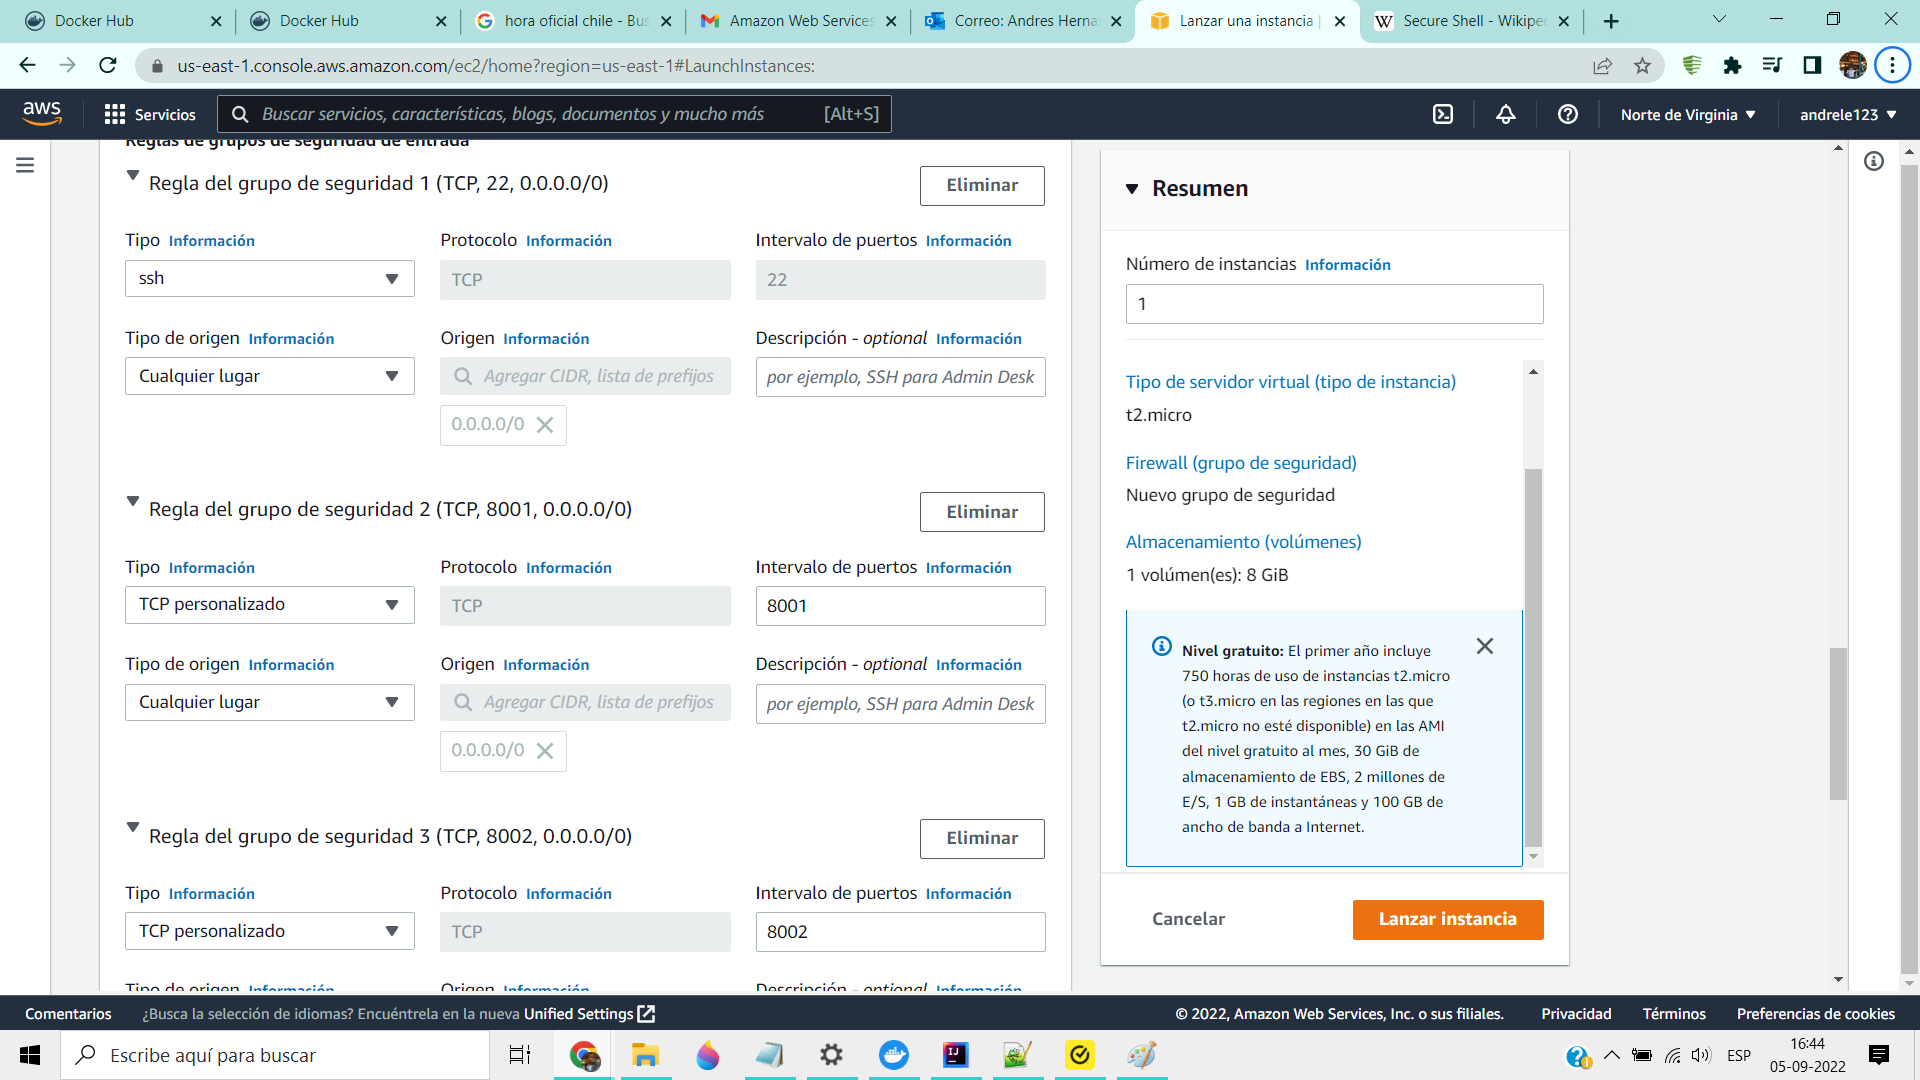 Docker Hub
Docker Hub
hora oficial chile - Bus
Amazon Web Services
Correo: Andres Herna
Lanzar una instancia |
Secure Shell - Wikipe
us-east-1.console.aws.amazon.com/ec2/home?region=us-east-1#LaunchInstances:
aws
Servicios
Buscar servicios, características, blogs, documentos y mucho más
[Alt+S]
Norte de Virginia
andrele123
Reglas de grupos de seguridad de entrada
Regla del grupo de seguridad 1 (TCP, 22, 0.0.0.0/0)
Eliminar
Tipo Información
Protocolo Información
Intervalo de puertos Información
ssh
TCP
22
Tipo de origen Información
Origen Información
Descripción - optional Información
Cualquier lugar
Agregar CIDR, lista de prefijos
por ejemplo, SSH para Admin Desk
0.0.0.0/0
Regla del grupo de seguridad 2 (TCP, 8001, 0.0.0.0/0)
Eliminar
Tipo Información
Protocolo Información
Intervalo de puertos Información
TCP personalizado
TCP
8001
Tipo de origen Información
Origen Información
Descripción - optional Información
Cualquier lugar
Agregar CIDR, lista de prefijos
por ejemplo, SSH para Admin Desk
0.0.0.0/0
Regla del grupo de seguridad 3 (TCP, 8002, 0.0.0.0/0)
Eliminar
Tipo Información
Protocolo Información
Intervalo de puertos Información
TCP personalizado
TCP
8002
Tipo de origen Información
Origen Información
Descripción - optional Información
Resumen
Número de instancias Información
1
Tipo de servidor virtual (tipo de instancia)
t2.micro
Firewall (grupo de seguridad)
Nuevo grupo de seguridad
Almacenamiento (volúmenes)
1 volúmen(es): 8 GiB
Nivel gratuito: El primer año incluye
750 horas de uso de instancias t2.micro
(o t3.micro en las regiones en las que
t2.micro no esté disponible) en las AMI
del nivel gratuito al mes, 30 GiB de
almacenamiento de EBS, 2 millones de
E/S, 1 GB de instantáneas y 100 GB de
ancho de banda a Internet.
Cancelar
Lanzar instancia
Comentarios
¿Busca la selección de idiomas? Encuéntrela en la nueva Unified Settings
© 2022, Amazon Web Services, Inc. o sus filiales.
Privacidad
Términos
Preferencias de cookies
Escribe aquí para buscar
ESP
16:44
05-09-2022